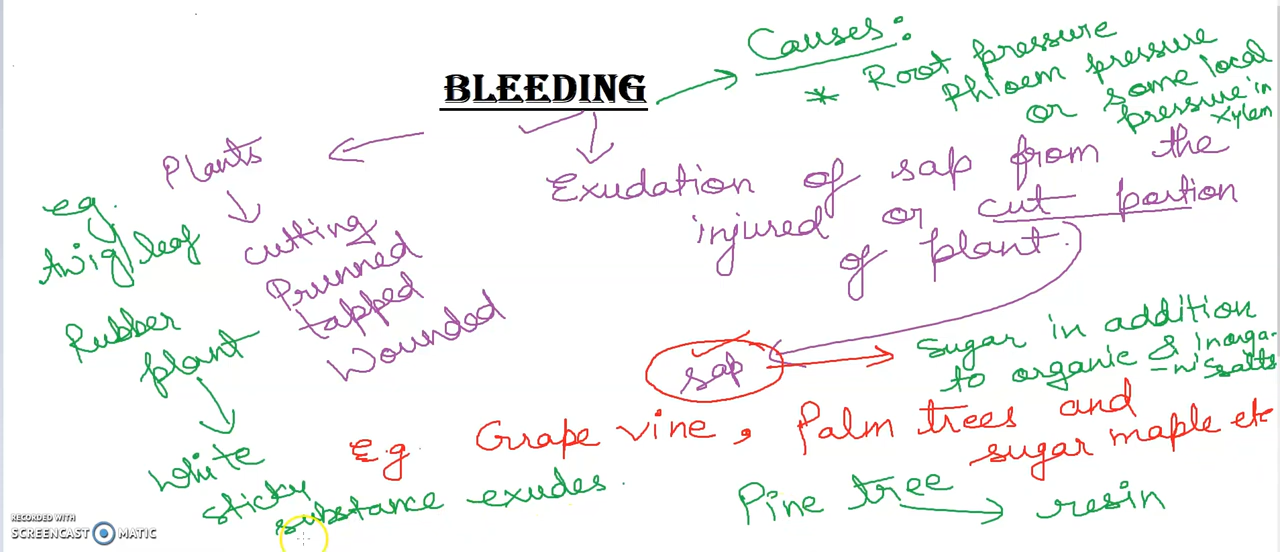 Causes:
BLEEDING
* Root pressure
Phloem pressure
or some local
pressure in
xylem
Plants
Exudation of sap from the
injured or cut portion
of plant.
eg.
twig/leaf
cutting
Prunned
tapped
Wounded
Rubber
plant
sap
Sugar in addition
to organic & inorga-
-nic salts
E.g. Grape vine, Palm trees and
sugar maple etc
White
sticky
substance exudes.
Pine tree → resin
RECORDED WITH
SCREENCAST MATIC